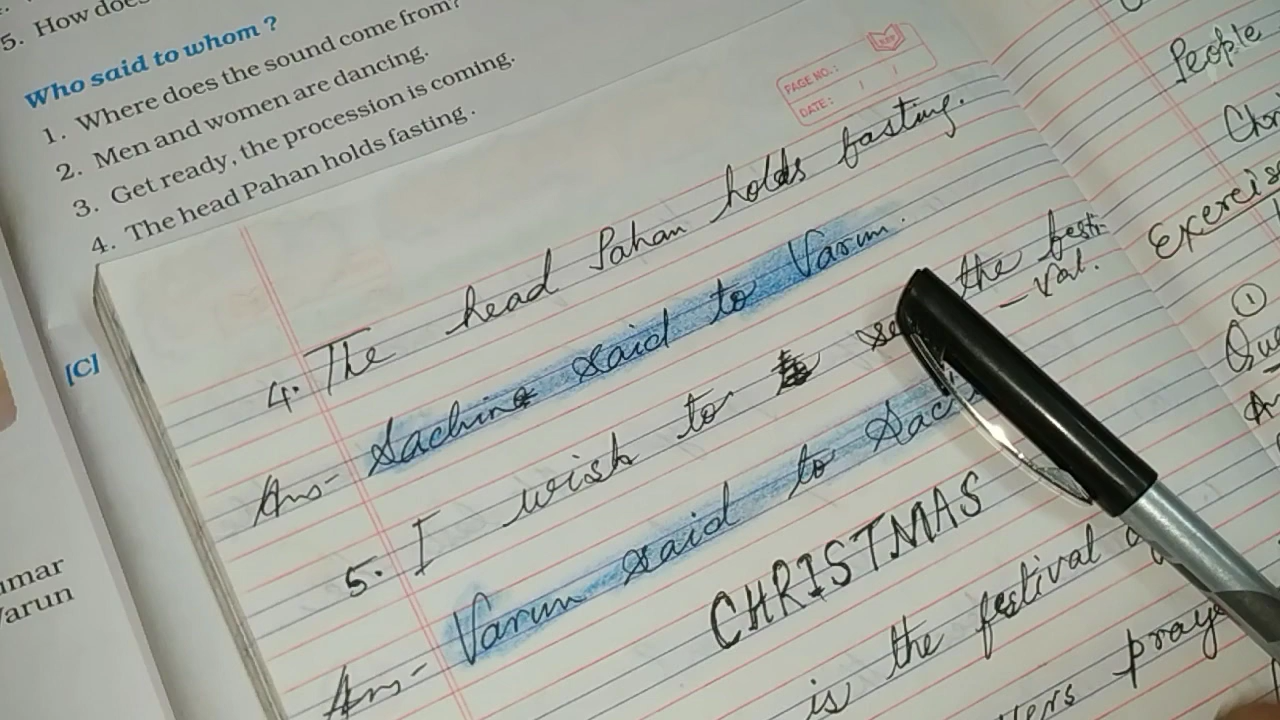 5. How does
Who said to whom ?
1. Where does the sound come from?
2. Men and women are dancing.
3. Get ready, the procession is coming.
4. The head Pahan holds fasting.
[C]
umar
Varun
PAGE NO.:
DATE:
4. The head Pahan holds fasting.
Ans- Sachin said to Varun.
5. I wish to see the festi-
-val.
Ans- Varun said to
CHRISTMAS
is the festival
People
Exercise
①